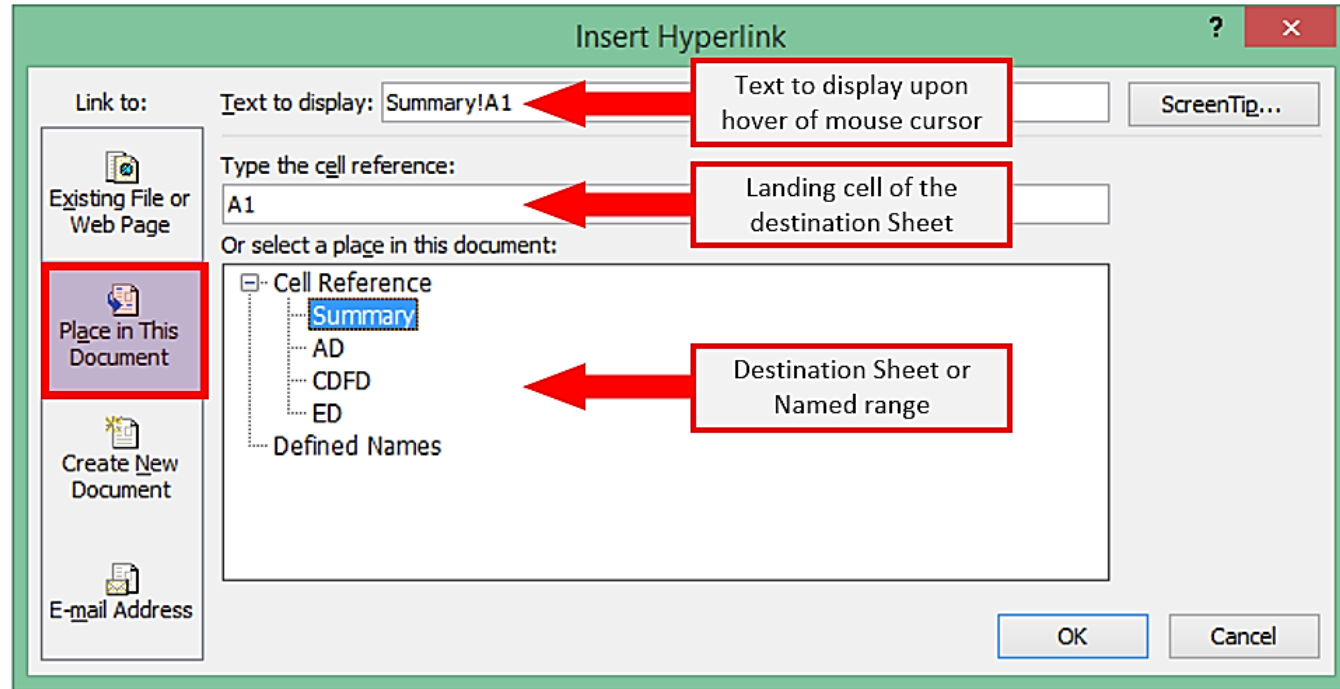 Insert Hyperlink
?
×
Link to:
Text to display:
Summary!A1
Text to display upon
hover of mouse cursor
ScreenTip...
Existing File or
Web Page
Type the cell reference:
A1
Landing cell of the
destination Sheet
Or select a place in this document:
Place in This
Document
Cell Reference
Summary
AD
CDFD
ED
Defined Names
Destination Sheet or
Named range
Create New
Document
E-mail Address
OK
Cancel